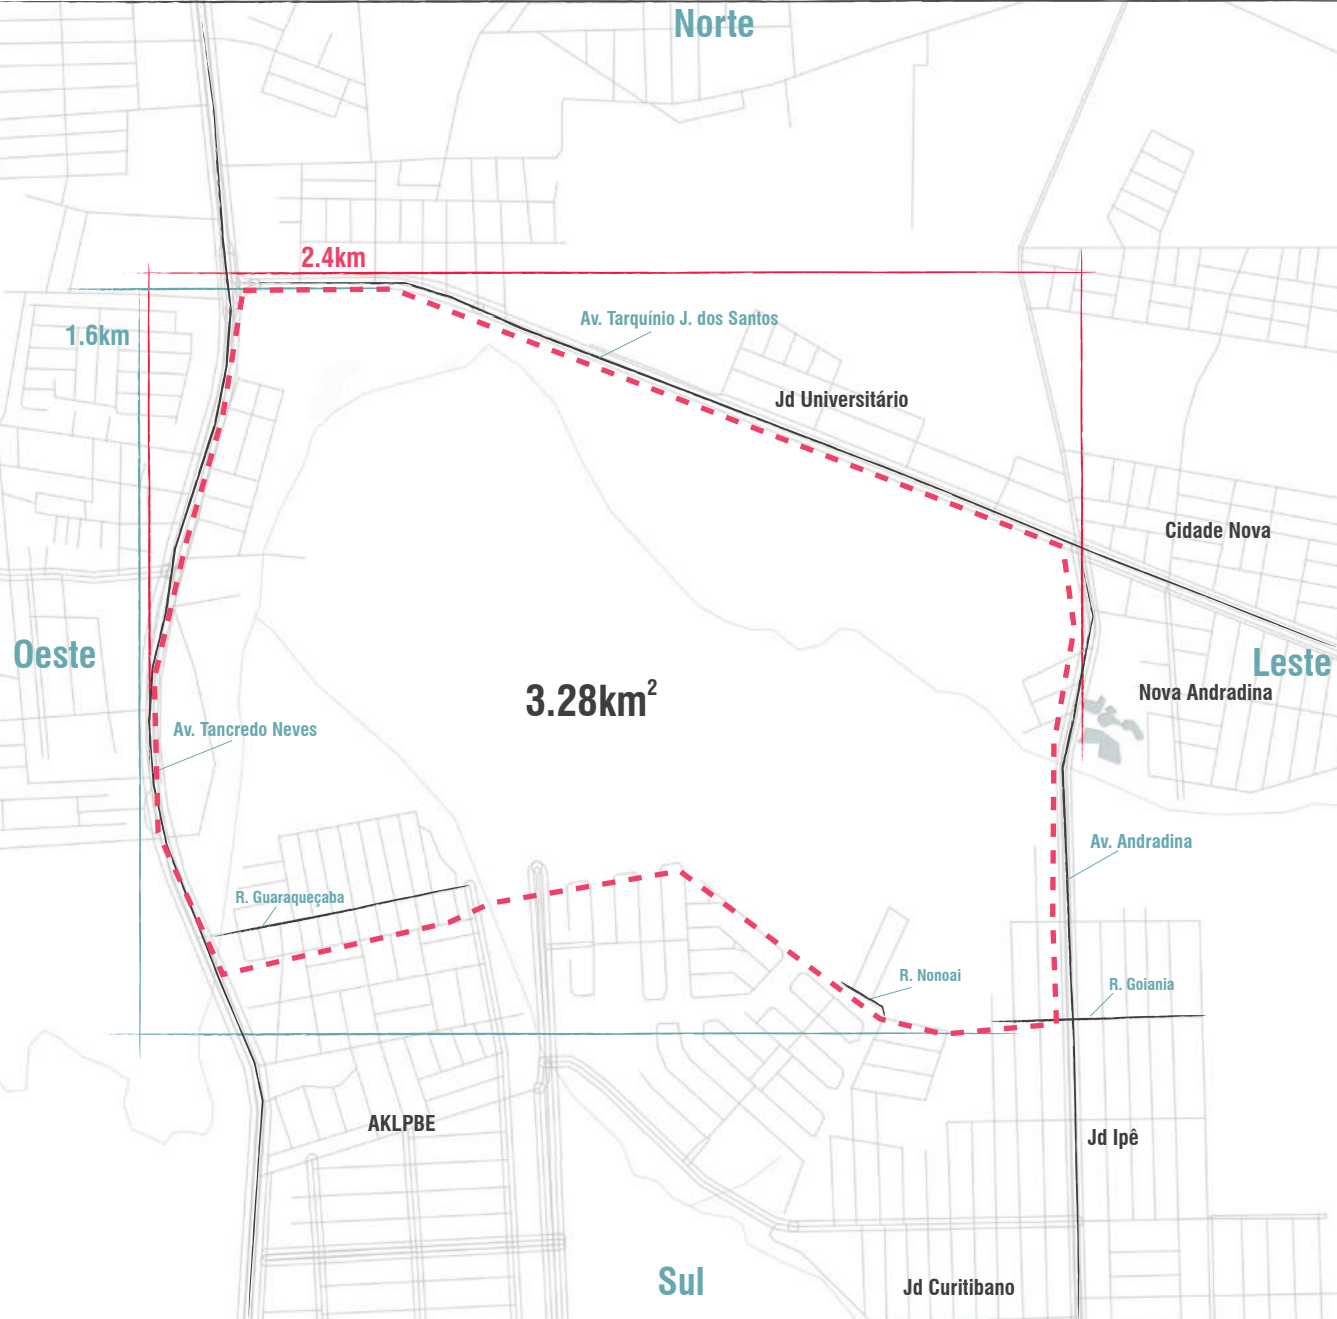 Norte
2.4km
1.6km
Av. Tarquínio J. dos Santos
Jd Universitário
Cidade Nova
Oeste
Leste
3.28km²
Nova Andradina
Av. Tancredo Neves
Av. Andradina
R. Guaraqueçaba
R. Nonoai
R. Goiania
AKLPBE
Jd Ipê
Sul
Jd Curitibano